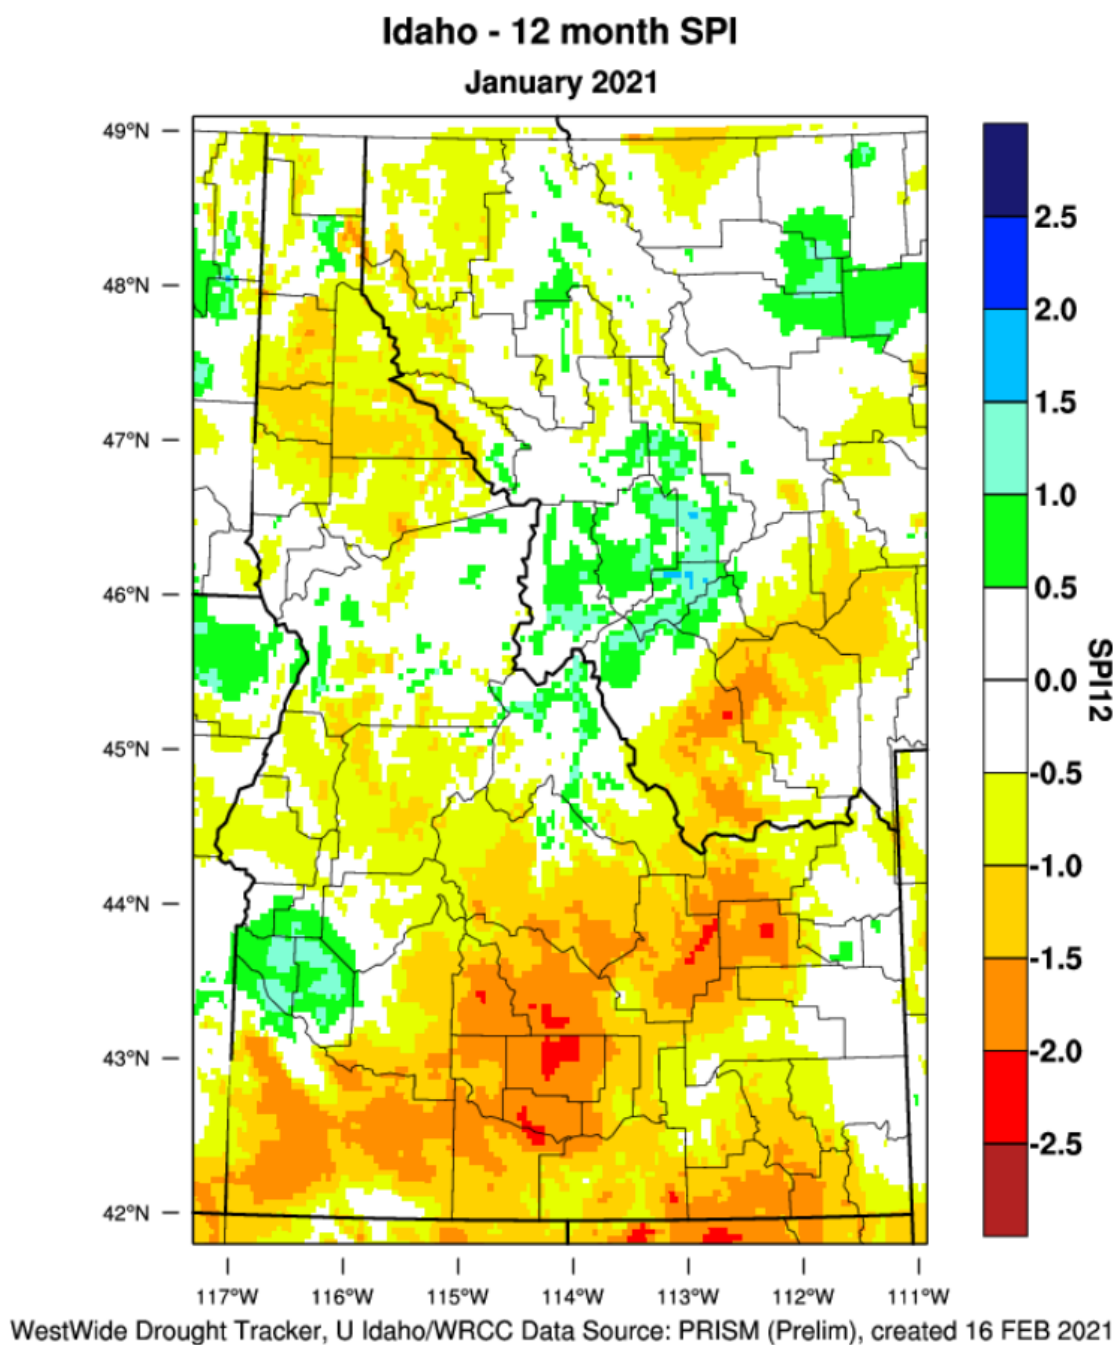 Idaho - 12 month SPI
January 2021
49°N
48°N
47°N
46°N
45°N
44°N
43°N
42°N
117°W 116°W 115°W 114°W 113°W 112°W 111°W
2.5
2.0
1.5
1.0
0.5
0.0
-0.5
-1.0
-1.5
-2.0
-2.5
SPI12
WestWide Drought Tracker, U Idaho/WRCC Data Source: PRISM (Prelim), created 16 FEB 2021